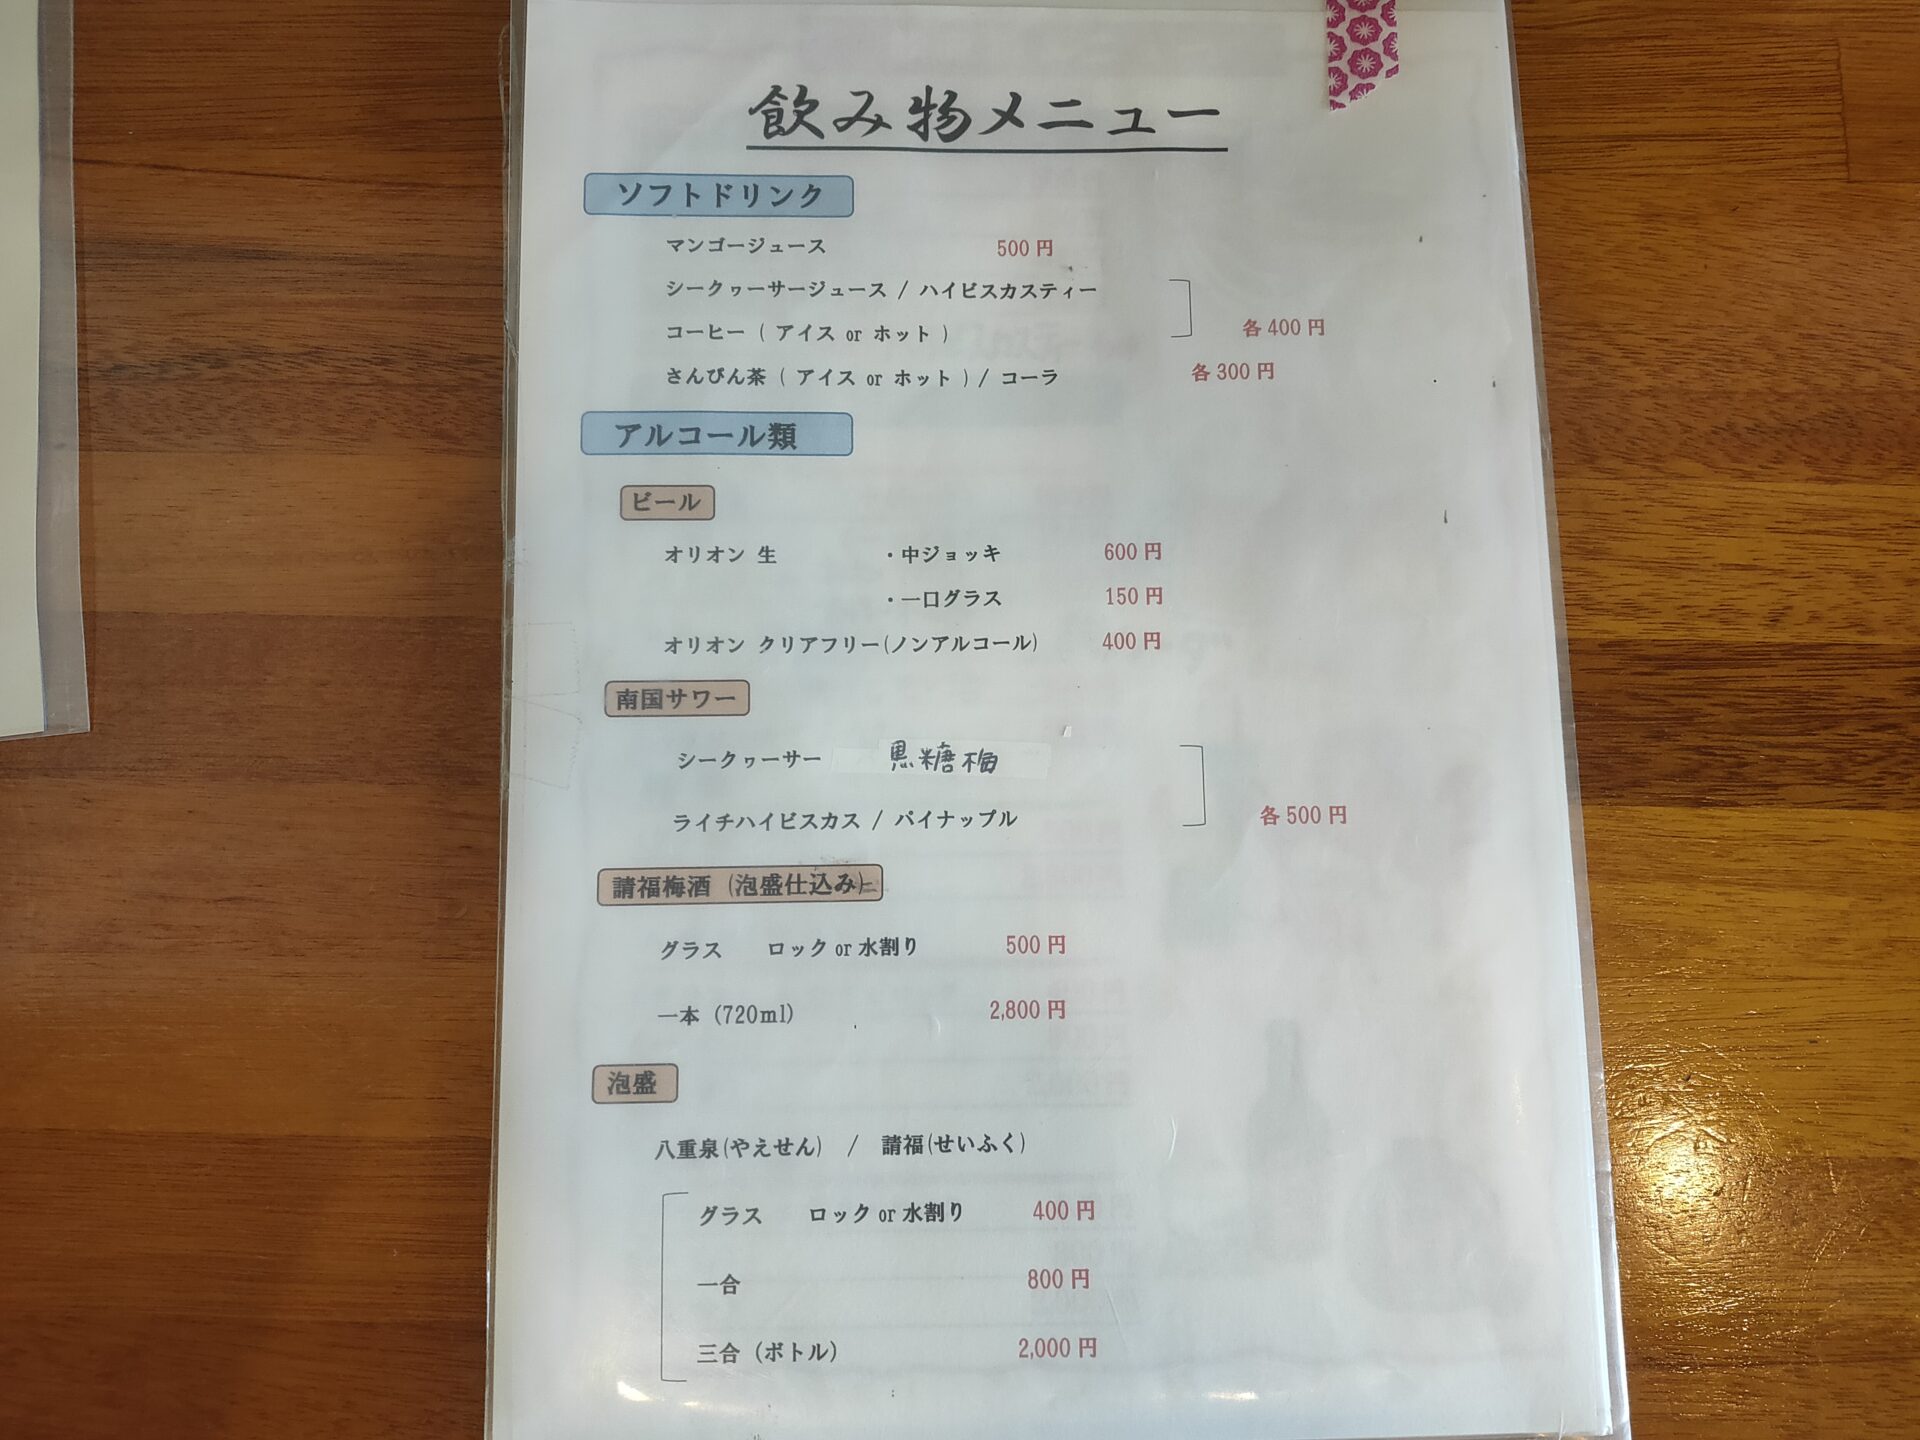 飲み物メニュー
ソフトドリンク
マンゴージュース 500円
シークヮーサージュース / ハイビスカスティー
コーヒー ( アイス or ホット ) 各400円
さんぴん茶 ( アイス or ホット ) / コーラ 各300円
アルコール類
ビール
オリオン 生 ・中ジョッキ 600円
・一口グラス 150円
オリオン クリアフリー(ノンアルコール) 400円
南国サワー
シークヮーサー 黒糖梅
ライチハイビスカス / パイナップル 各500円
請福梅酒 (泡盛仕込み)
グラス ロック or 水割り 500円
一本 (720ml) 2,800円
泡盛
八重泉(やえせん) / 請福(せいふく)
グラス ロック or 水割り 400円
一合 800円
三合 (ボトル) 2,000円